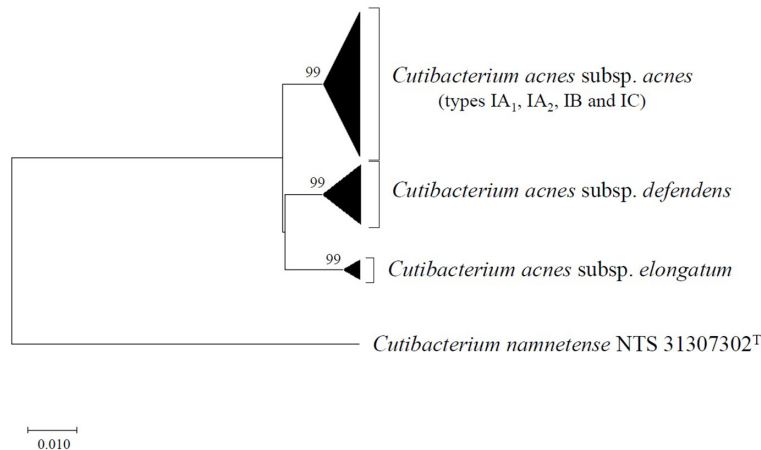 99
Cutibacterium acnes subsp. acnes
(types IA₁, IA₂, IB and IC)
99
Cutibacterium acnes subsp. defendens
99
Cutibacterium acnes subsp. elongatum
Cutibacterium namnetense NTS 31307302ᵀ
0.010